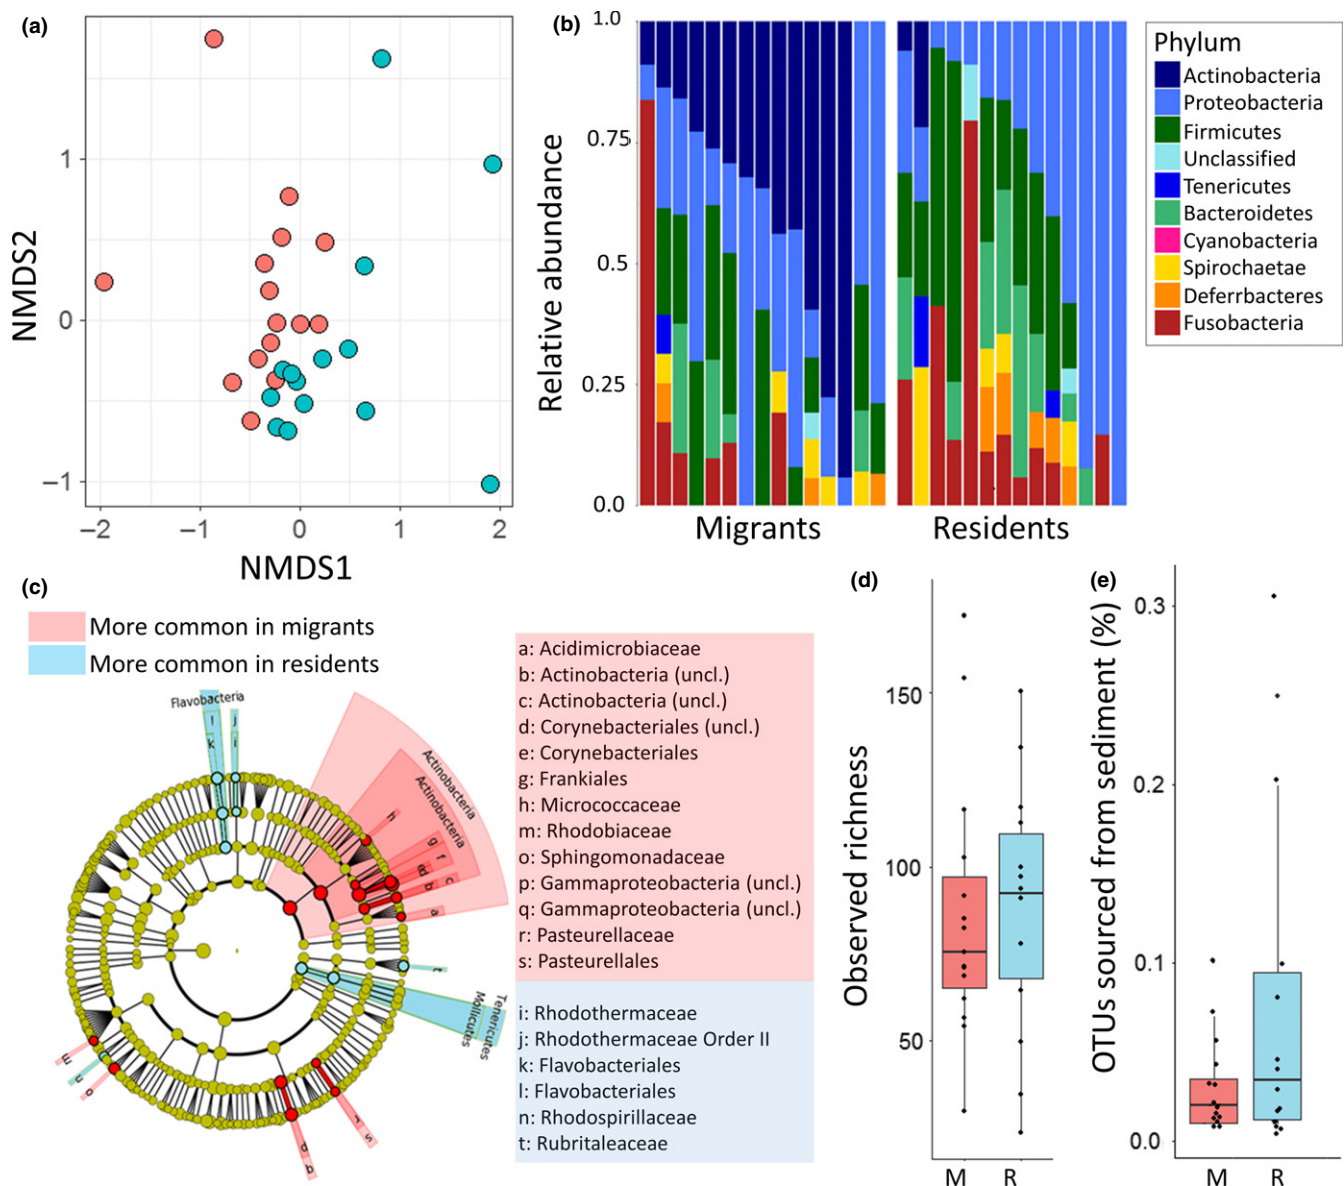 (a)
NMDS2
1
0
−1
−2
−1
0
1
2
NMDS1
(b)
Relative abundance
1.0
0.75
0.5
0.25
0.0
Migrants
Residents
Phylum
Actinobacteria
Proteobacteria
Firmicutes
Unclassified
Tenericutes
Bacteroidetes
Cyanobacteria
Spirochaetae
Deferrbacteres
Fusobacteria
(c)
More common in migrants
More common in residents
Flavobacteria
l
j
k
i
Actinobacteria
Actinobacteria
h
g
f
b
c
a
t
Tenericutes
Mollicutes
m
n
o
r
s
a: Acidimicrobiaceae
b: Actinobacteria (uncl.)
c: Actinobacteria (uncl.)
d: Corynebacteriales (uncl.)
e: Corynebacteriales
g: Frankiales
h: Micrococcaceae
m: Rhodobiaceae
o: Sphingomonadaceae
p: Gammaproteobacteria (uncl.)
q: Gammaproteobacteria (uncl.)
r: Pasteurellaceae
s: Pasteurellales
i: Rhodothermaceae
j: Rhodothermaceae Order II
k: Flavobacteriales
l: Flavobacteriales
n: Rhodospirillaceae
t: Rubritaleaceae
(d)
Observed richness
150
100
50
M
R
(e)
OTUs sourced from sediment (%)
0.3
0.2
0.1
0.0
M
R